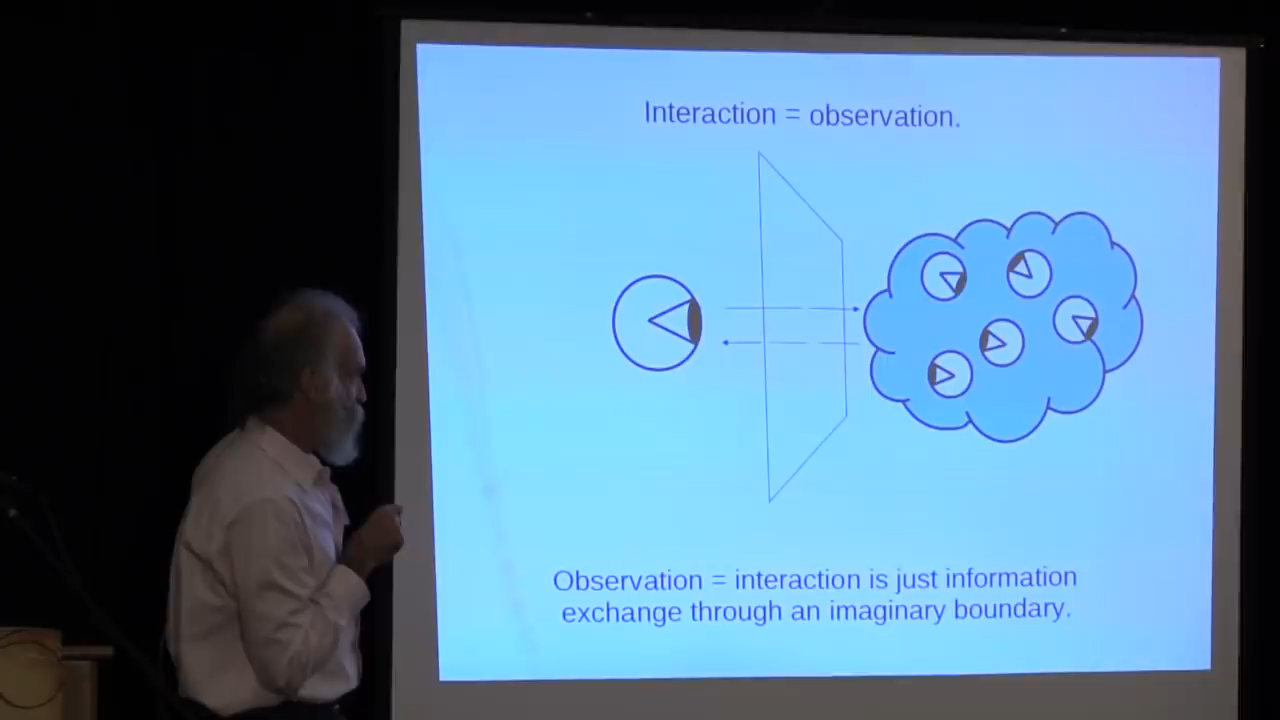 Interaction = observation.
Observation = interaction is just information
exchange through an imaginary boundary.